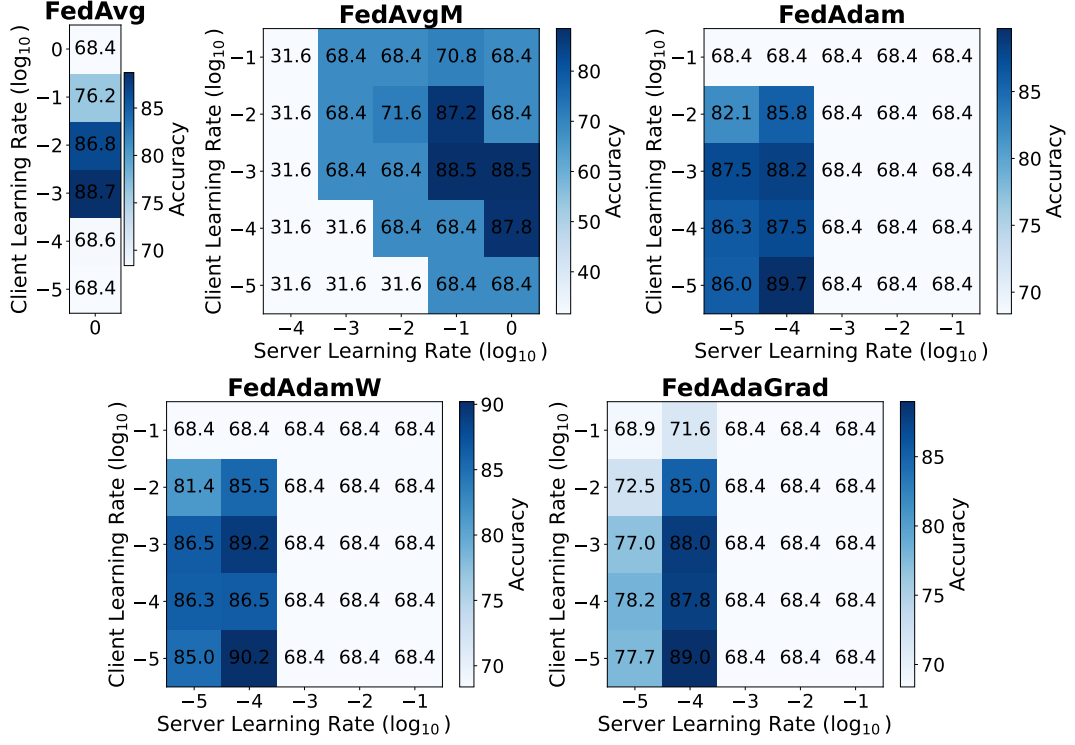 FedAvg
Client Learning Rate (log10)
0 68.4
−1 76.2
−2 86.8
−3 88.7
−4 68.6
−5 68.4
0
85
80
75
70
Accuracy
FedAvgM
Client Learning Rate (log10)
−1 31.6 68.4 68.4 70.8 68.4
−2 31.6 68.4 71.6 87.2 68.4
−3 31.6 68.4 68.4 88.5 88.5
−4 31.6 31.6 68.4 68.4 87.8
−5 31.6 31.6 31.6 68.4 68.4
−4 −3 −2 −1 0
Server Learning Rate (log10)
80
70
60
50
40
Accuracy
FedAdam
Client Learning Rate (log10)
−1 68.4 68.4 68.4 68.4 68.4
−2 82.1 85.8 68.4 68.4 68.4
−3 87.5 88.2 68.4 68.4 68.4
−4 86.3 87.5 68.4 68.4 68.4
−5 86.0 89.7 68.4 68.4 68.4
−5 −4 −3 −2 −1
Server Learning Rate (log10)
85
80
75
70
Accuracy
FedAdamW
Client Learning Rate (log10)
−1 68.4 68.4 68.4 68.4 68.4
−2 81.4 85.5 68.4 68.4 68.4
−3 86.5 89.2 68.4 68.4 68.4
−4 86.3 86.5 68.4 68.4 68.4
−5 85.0 90.2 68.4 68.4 68.4
−5 −4 −3 −2 −1
Server Learning Rate (log10)
90
85
80
75
70
Accuracy
FedAdaGrad
Client Learning Rate (log10)
−1 68.9 71.6 68.4 68.4 68.4
−2 72.5 85.0 68.4 68.4 68.4
−3 77.0 88.0 68.4 68.4 68.4
−4 78.2 87.8 68.4 68.4 68.4
−5 77.7 89.0 68.4 68.4 68.4
−5 −4 −3 −2 −1
Server Learning Rate (log10)
85
80
75
70
Accuracy